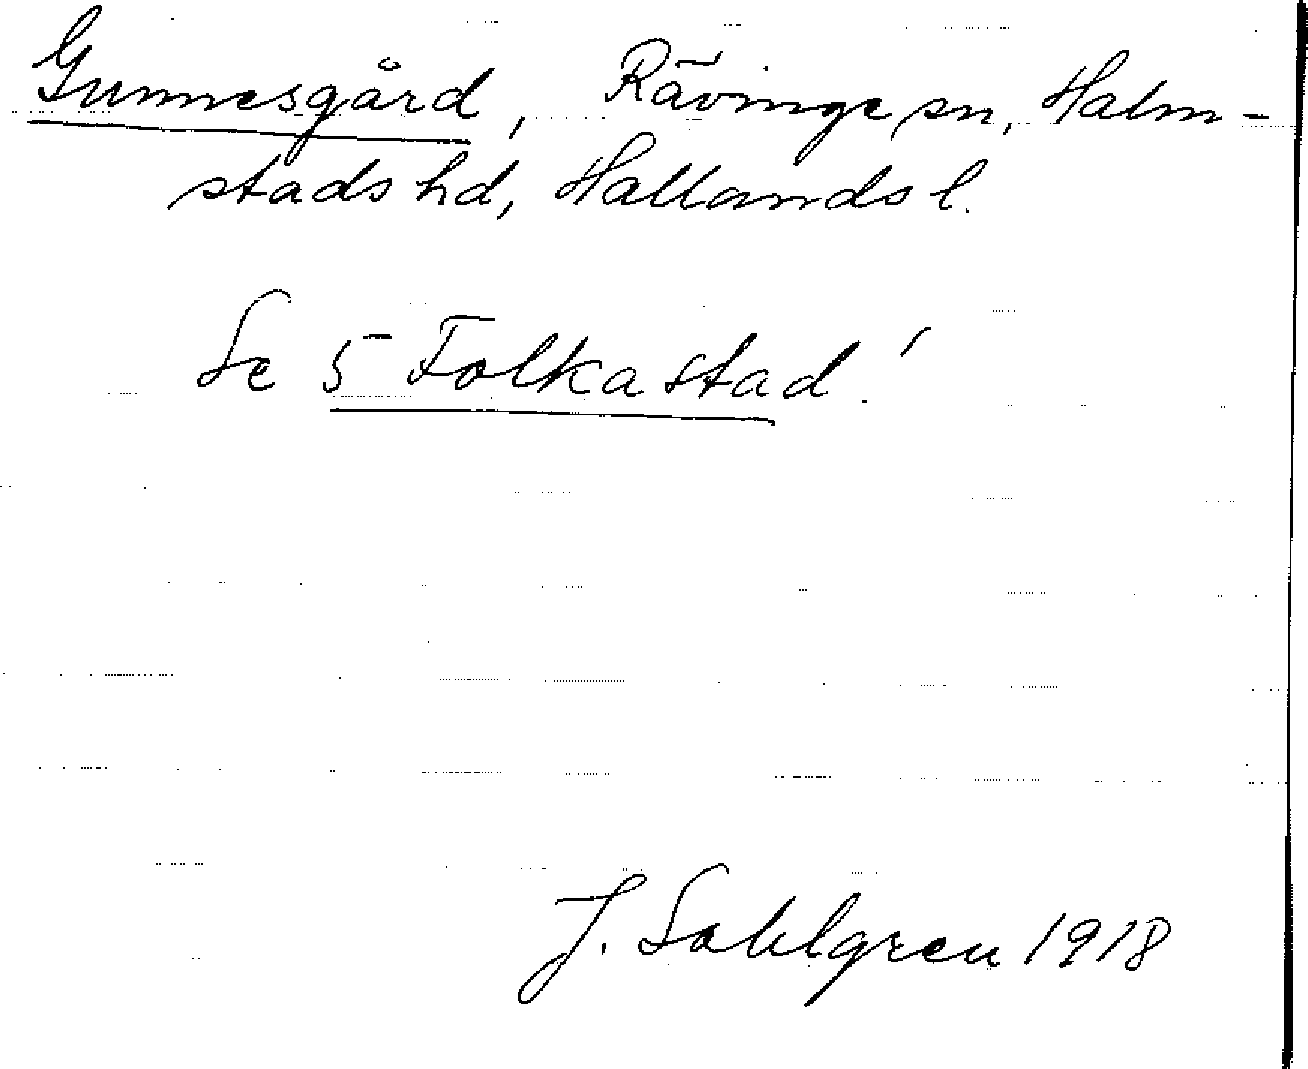 Gunnesgård, Rävinge sn, Halm-
stads hd, Hallands l.
Se 5 Folkastad!
J. Sahlgren 1918